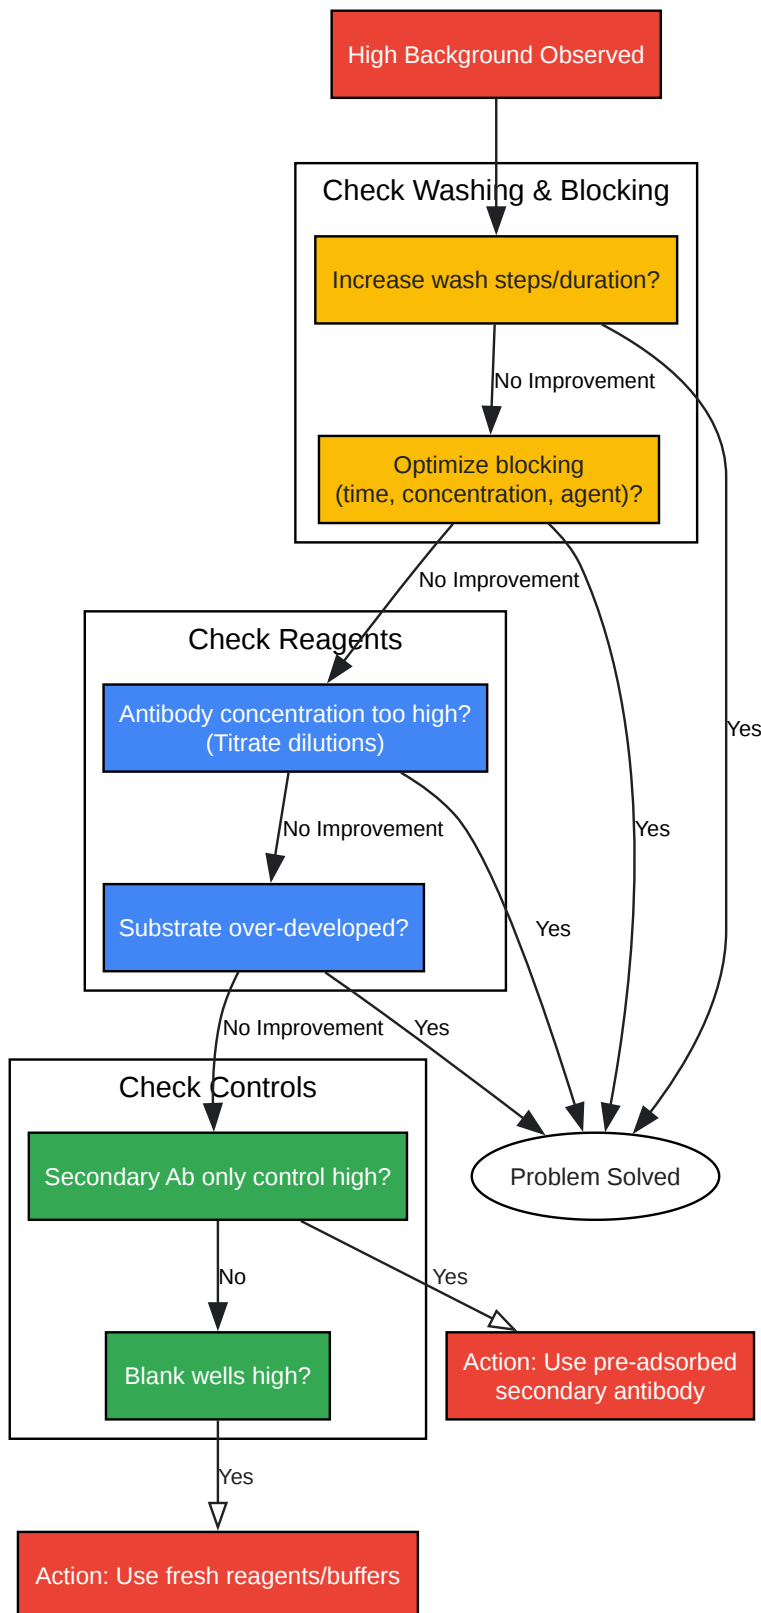 High Background Observed
Check Washing & Blocking
Increase wash steps/duration?
No Improvement
Optimize blocking
(time, concentration, agent)?
No Improvement
Check Reagents
Antibody concentration too high?
(Titrate dilutions)
Yes
No Improvement
Yes
Substrate over-developed?
Yes
No Improvement
Yes
Check Controls
Secondary Ab only control high?
Problem Solved
No
Yes
Action: Use pre-adsorbed
secondary antibody
Blank wells high?
Yes
Action: Use fresh reagents/buffers